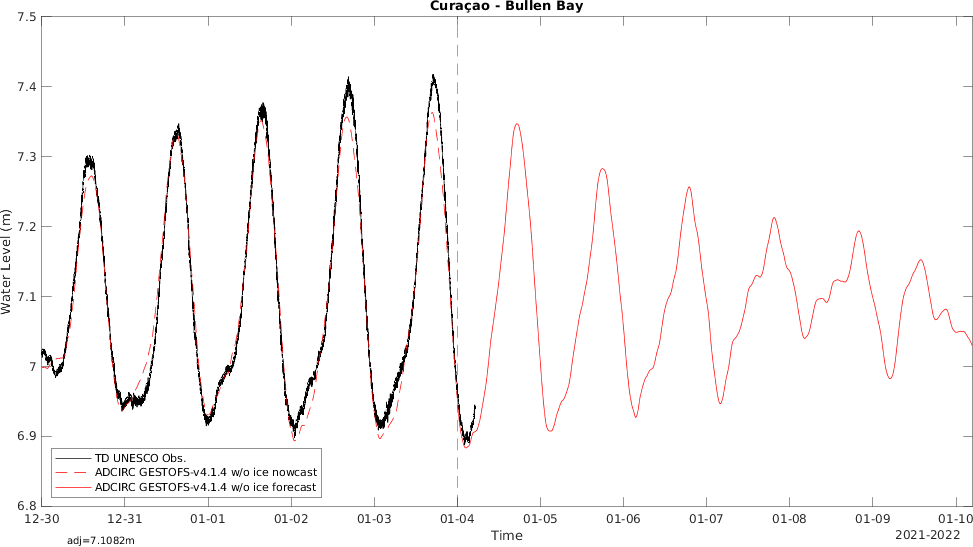 Curaçao - Bullen Bay
7.5
7.4
7.3
7.2
7.1
7
6.9
6.8
Water Level (m)
TD UNESCO Obs.
ADCIRC GESTOFS-v4.1.4 w/o ice nowcast
ADCIRC GESTOFS-v4.1.4 w/o ice forecast
12-30 12-31 01-01 01-02 01-03 01-04 01-05 01-06 01-07 01-08 01-09 01-10
Time
2021-2022
adj=7.1082m